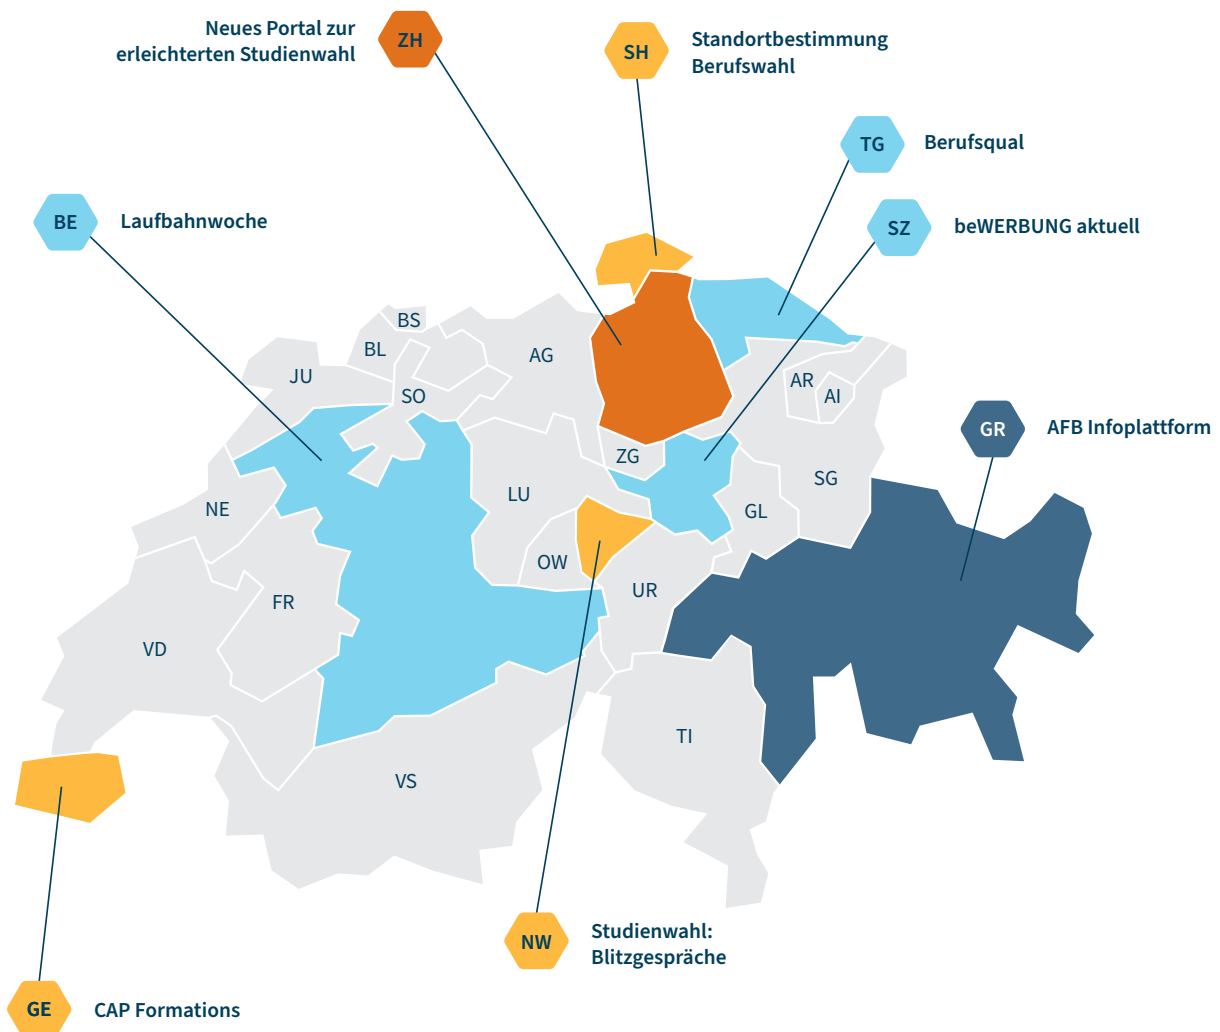 Neues Portal zur
erleichterten Studienwahl
ZH
SH
Standortbestimmung
Berufswahl
TG
Berufsqual
BE
Laufbahnwoche
SZ
beWERBUNG aktuell
BS
BL
AG
JU
SO
AR
AI
GR
AFB Infoplattform
ZG
SG
LU
NE
GL
OW
UR
FR
VD
TI
VS
NW
Studienwahl:
Blitzgespräche
GE
CAP Formations